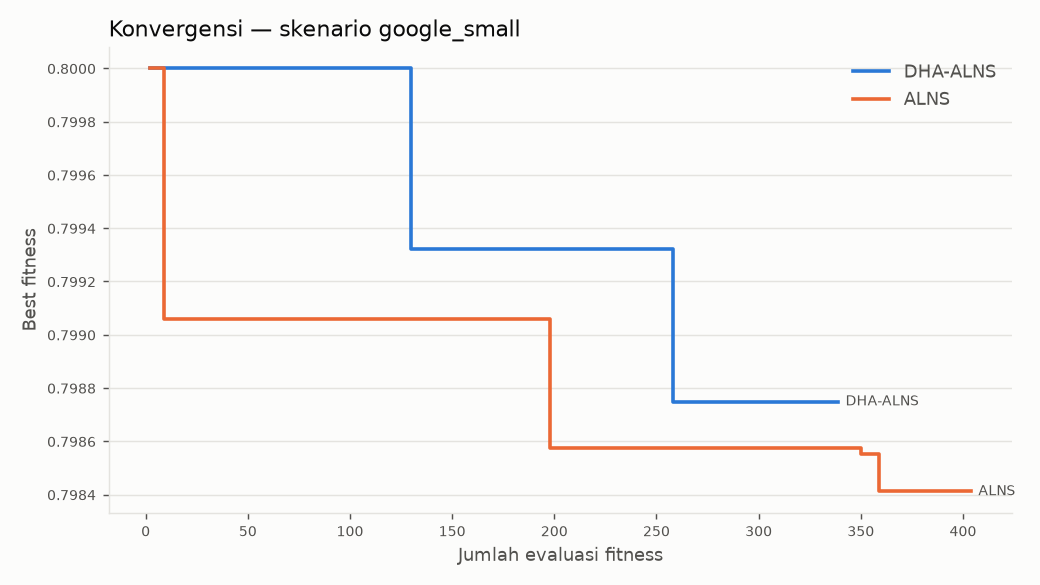 Konvergensi — skenario google_small
DHA-ALNS
ALNS
Best fitness
0.8000
0.7998
0.7996
0.7994
0.7992
0.7990
0.7988
0.7986
0.7984
DHA-ALNS
ALNS
0 50 100 150 200 250 300 350 400
Jumlah evaluasi fitness